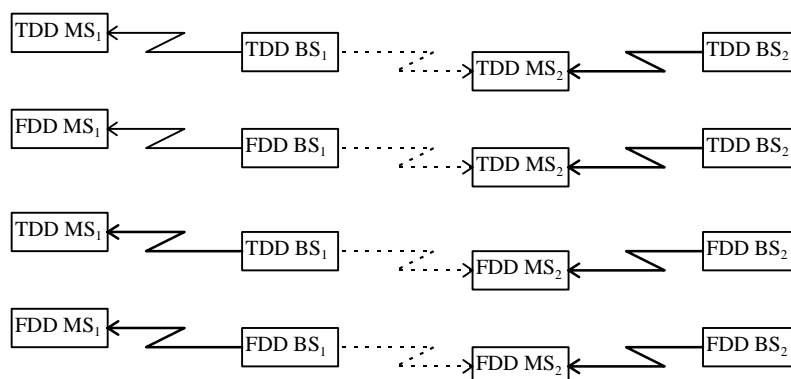 TDD MS₁ TDD BS₁ TDD MS₂ TDD BS₂
FDD MS₁ FDD BS₁ TDD MS₂ TDD BS₂
TDD MS₁ TDD BS₁ FDD MS₂ FDD BS₂
FDD MS₁ FDD BS₁ FDD MS₂ FDD BS₂